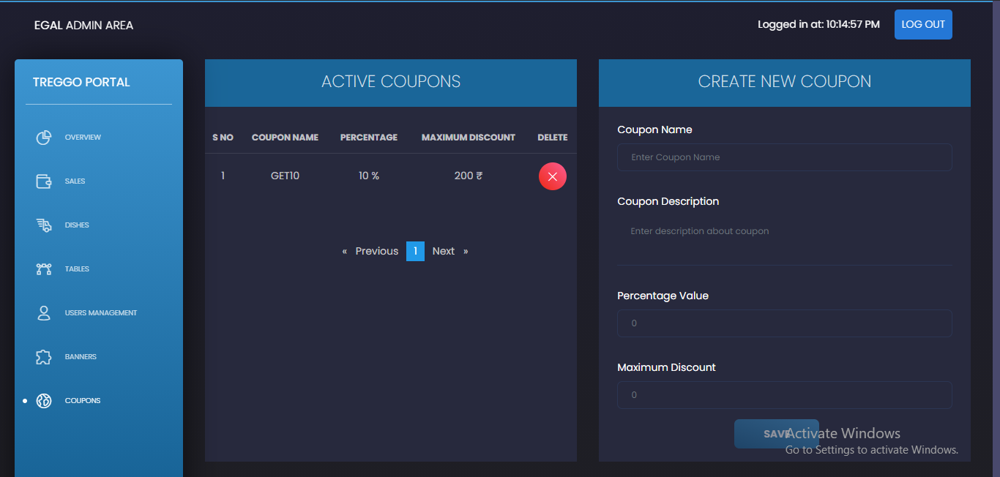 EGAL ADMIN AREA
Logged in at: 10:14:57 PM
LOG OUT
TREGGO PORTAL
OVERVIEW
SALES
DISHES
TABLES
USERS MANAGEMENT
BANNERS
COUPONS
ACTIVE COUPONS
S NO COUPON NAME PERCENTAGE MAXIMUM DISCOUNT DELETE
1 GET10 10 % 200 ₹
« Previous 1 Next »
CREATE NEW COUPON
Coupon Name
Enter Coupon Name
Coupon Description
Enter description about coupon
Percentage Value
0
Maximum Discount
0
SAVE
Activate Windows
Go to Settings to activate Windows.